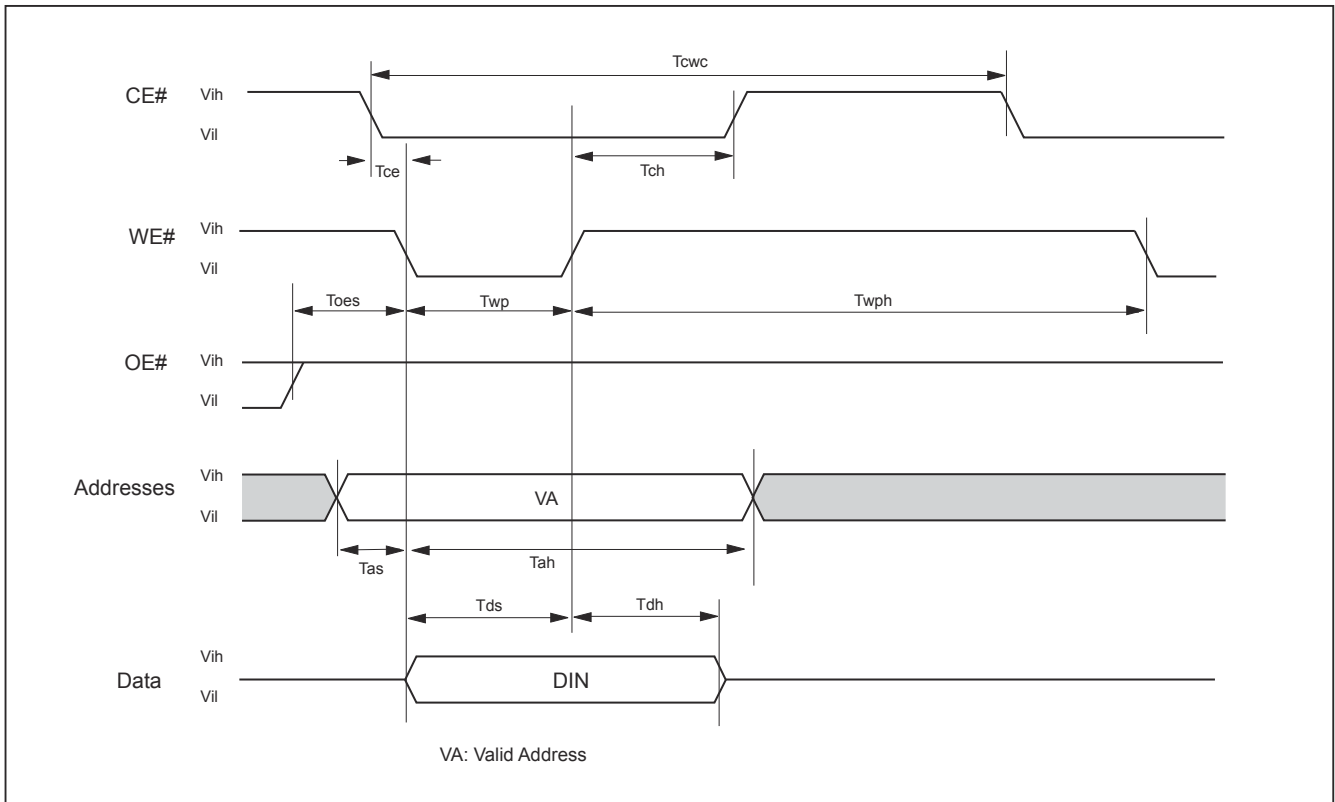 Tcwc
CE#
Vih
Vil
Tce
Tch
WE#
Vih
Vil
Toes
Twp
Twph
OE#
Vih
Vil
Addresses
Vih
Vil
VA
Tas
Tah
Tds
Tdh
Data
Vih
Vil
DIN
VA: Valid Address